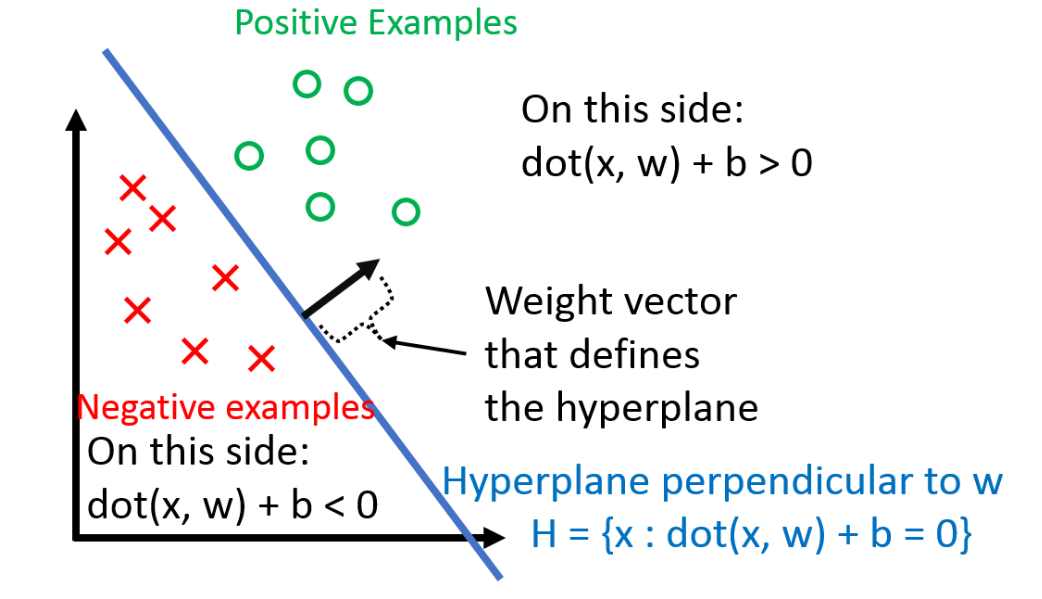 Positive Examples
On this side:
dot(x, w) + b > 0
Weight vector
that defines
the hyperplane
Negative examples
On this side:
dot(x, w) + b < 0
Hyperplane perpendicular to w
H = {x : dot(x, w) + b = 0}